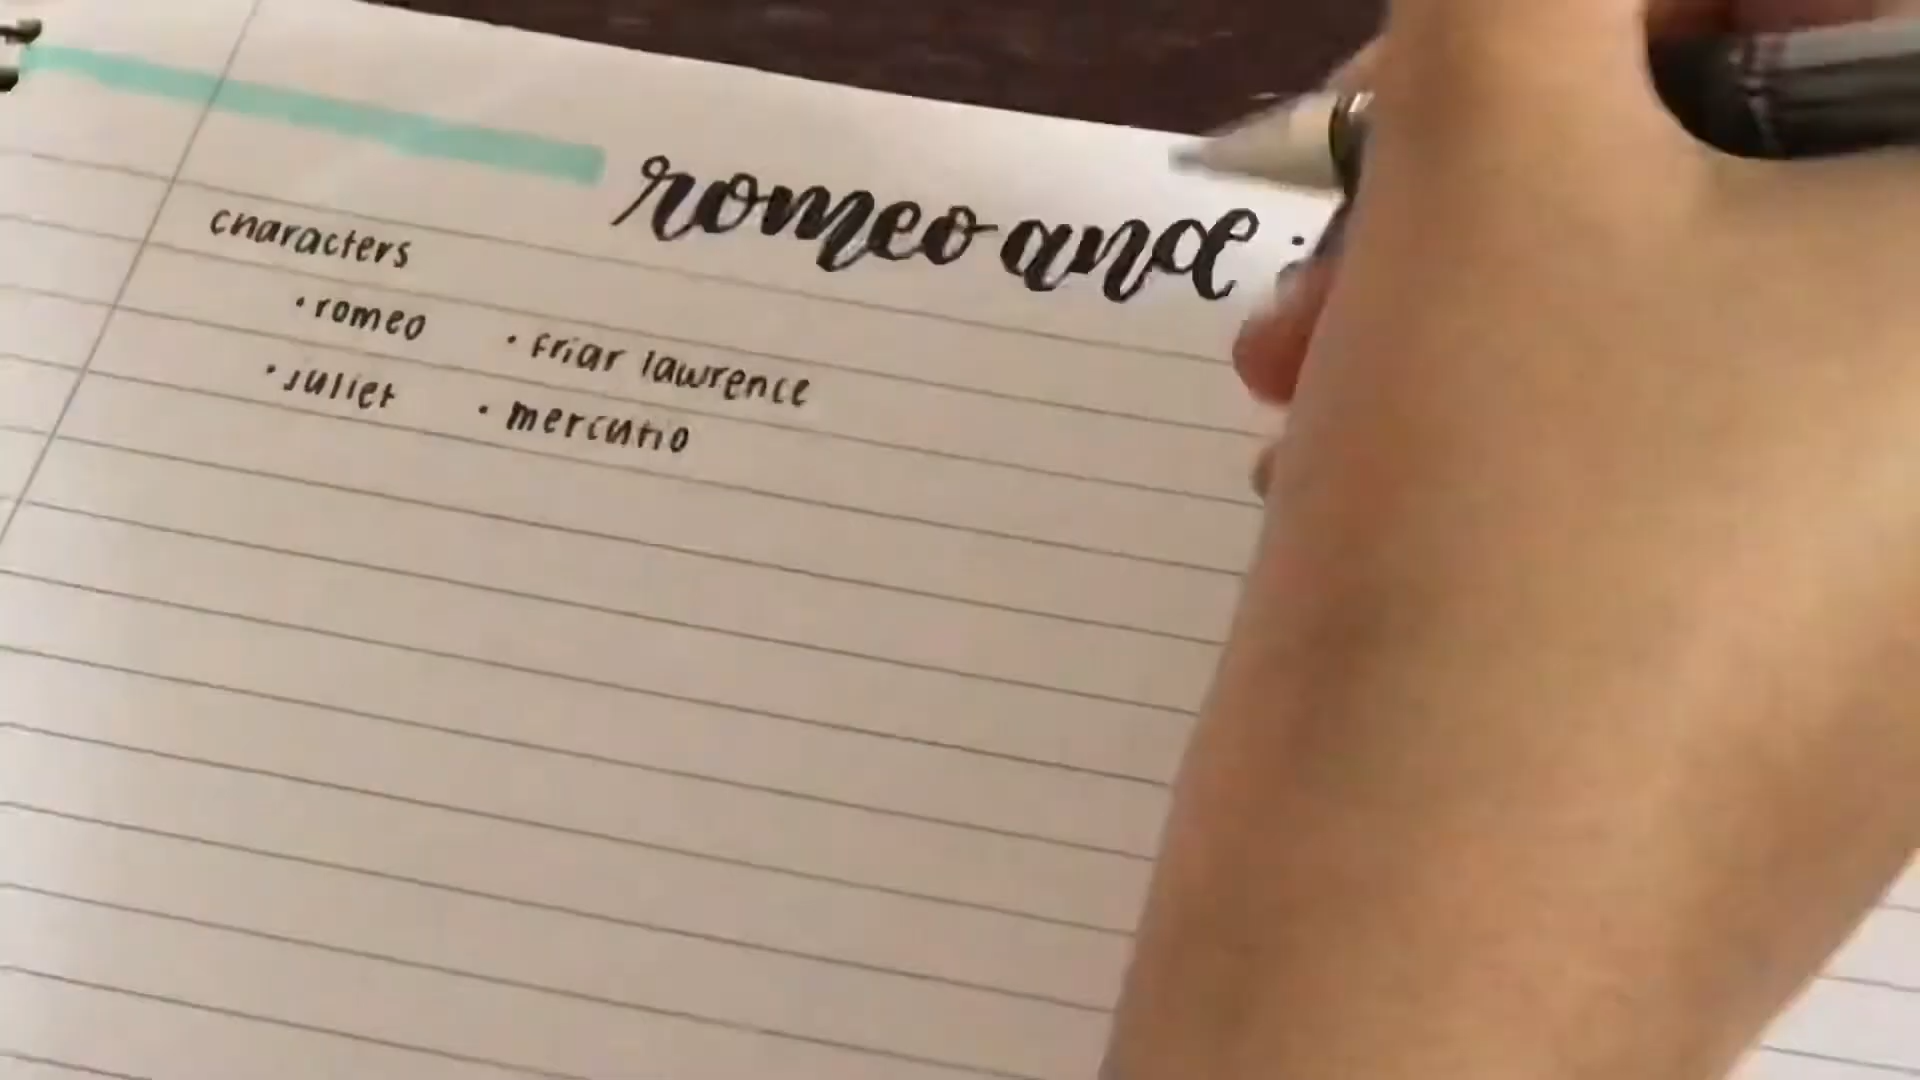 romeo and
characters
• romeo • friar lawrence
• juliet • mercutio